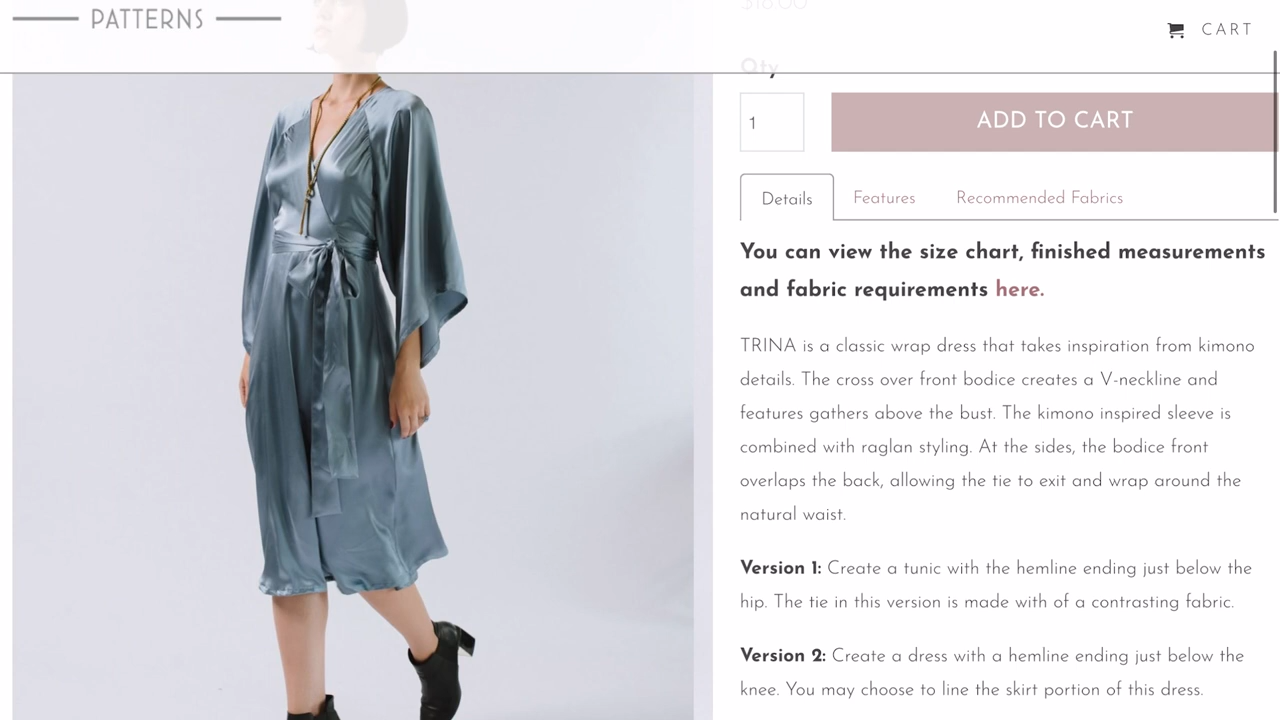 PATTERNS
$16.00
CART
Qty
1
ADD TO CART
Details
Features
Recommended Fabrics
You can view the size chart, finished measurements
and fabric requirements here.
TRINA is a classic wrap dress that takes inspiration from kimono
details. The cross over front bodice creates a V-neckline and
features gathers above the bust. The kimono inspired sleeve is
combined with raglan styling. At the sides, the bodice front
overlaps the back, allowing the tie to exit and wrap around the
natural waist.
Version 1: Create a tunic with the hemline ending just below the
hip. The tie in this version is made with of a contrasting fabric.
Version 2: Create a dress with a hemline ending just below the
knee. You may choose to line the skirt portion of this dress.